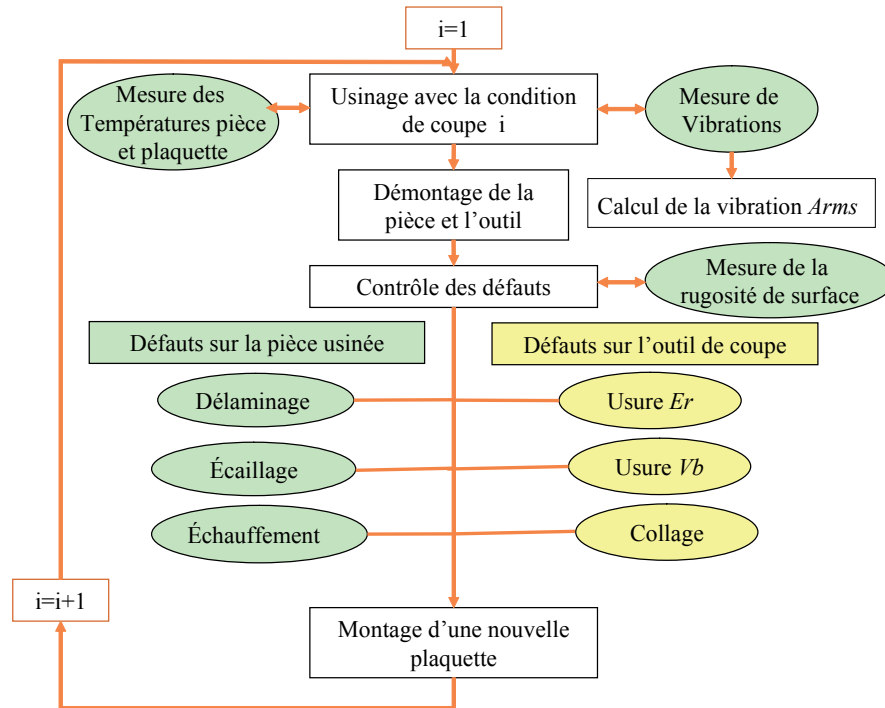 i=1
Mesure des
Températures pièce
et plaquette
Usinage avec la condition
de coupe i
Mesure de
Vibrations
Démontage de la
pièce et l’outil
Calcul de la vibration Arms
Contrôle des défauts
Mesure de la
rugosité de surface
Défauts sur la pièce usinée
Défauts sur l’outil de coupe
Délaminage
Usure Er
Écaillage
Usure Vb
Échauffement
Collage
i=i+1
Montage d’une nouvelle
plaquette